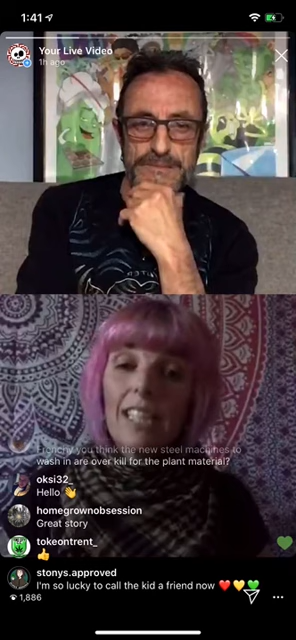 1:41
Your Live Video
1h ago
Frenchy you think the new steel machines to
wash in are over kill for the plant material?
oksi32_
Hello 👋
homegrownobsession
Great story
tokeontrent_
👍
stonys.approved
I'm so lucky to call the kid a friend now ❤️💛💚
1,886